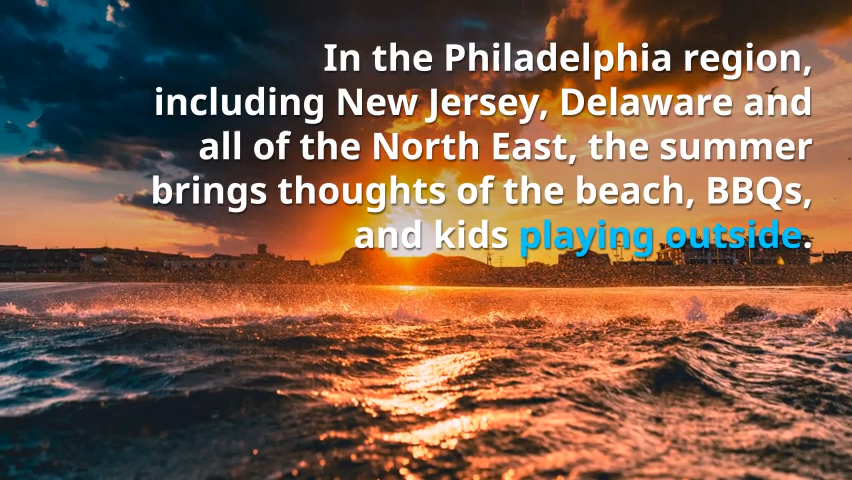 In the Philadelphia region,
including New Jersey, Delaware and
all of the North East, the summer
brings thoughts of the beach, BBQs,
and kids playing outside.